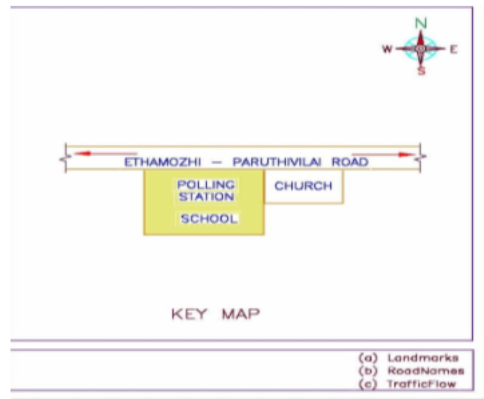 N
W E
S
ETHAMOZHI — PARUTHIVILAI ROAD
POLLING
STATION
SCHOOL
CHURCH
KEY MAP
(a) Landmarks
(b) RoadNames
(c) TrafficFlow